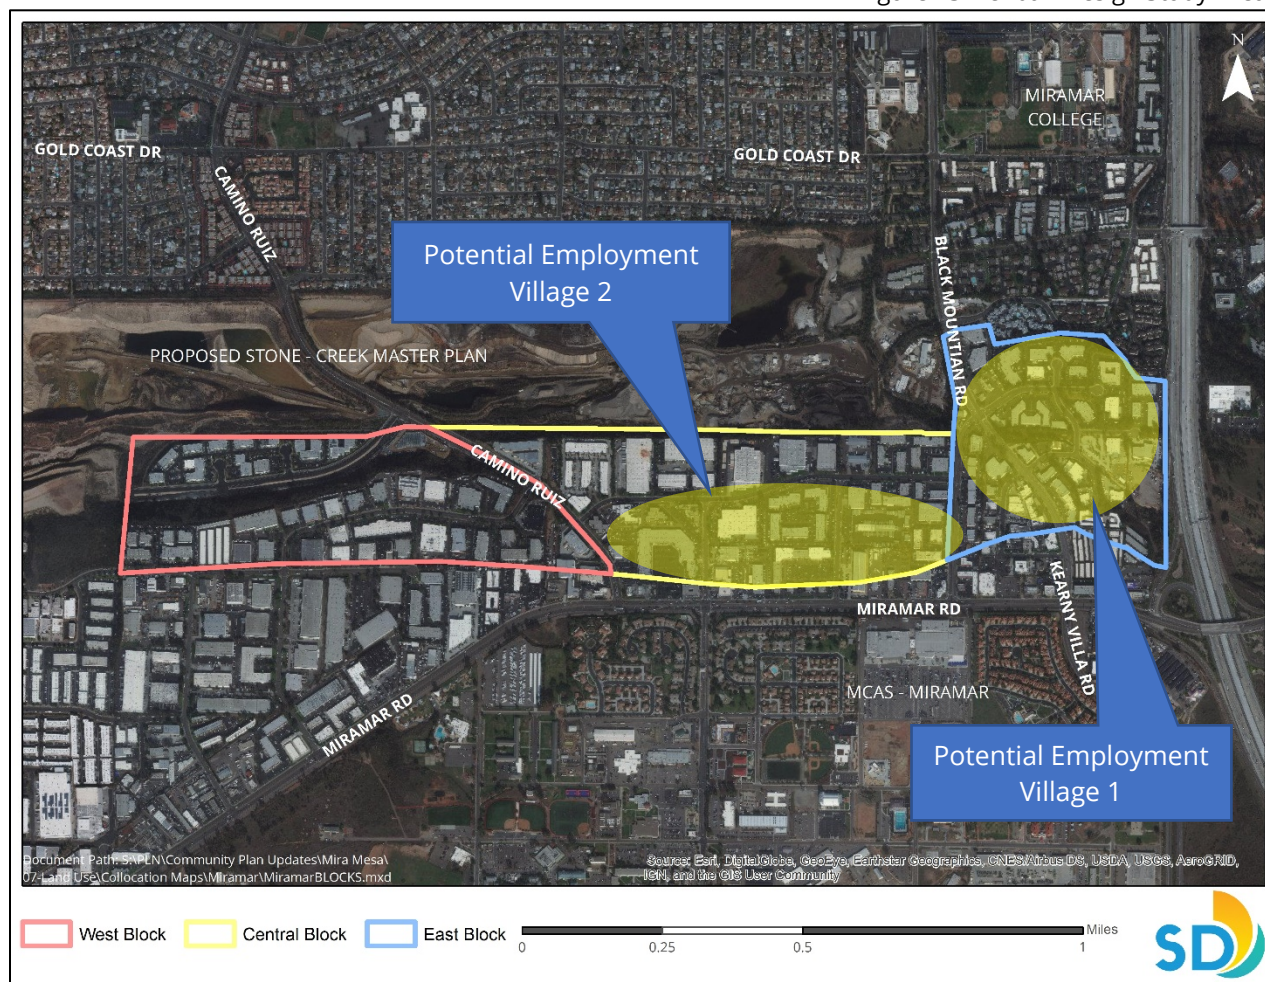 N
MIRAMAR
COLLEGE
GOLD COAST DR
GOLD COAST DR
CAMINO RUIZ
Potential Employment
Village 2
BLACK MOUNTIAN RD
PROPOSED STONE - CREEK MASTER PLAN
CAMINO RUIZ
KEARNY VILLA RD
MIRAMAR RD
MCAS - MIRAMAR
MIRAMAR RD
Potential Employment
Village 1
Document Path: S:\PLN\Community Plan Updates\Mira Mesa\
07-Land Use\Collocation Maps\Miramar\MiramarBLOCKS.mxd
Source: Esri, DigitalGlobe, GeoEye, Earthstar Geographics, CNES/Airbus DS, USDA, USGS, AeroGRID,
IGN, and the GIS User Community
West Block
Central Block
East Block
Miles
0
0.25
0.5
1
SD